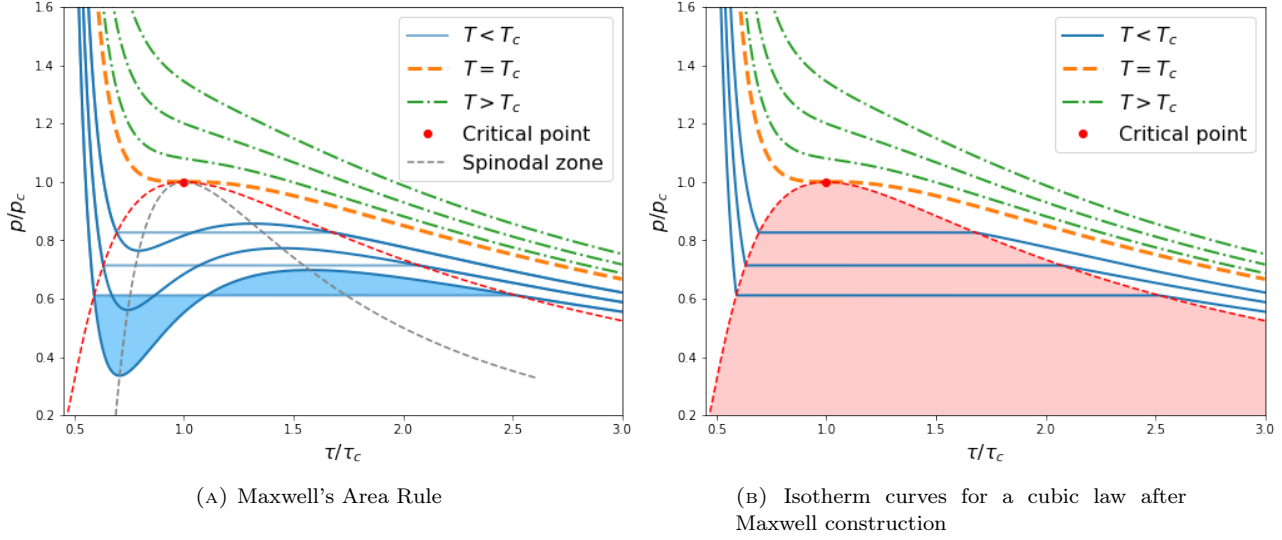 1.6
1.4
1.2
1.0
0.8
0.6
0.4
0.2
p/p_c
0.5
1.0
1.5
2.0
2.5
3.0
τ/τ_c
T < T_c
T = T_c
T > T_c
Critical point
Spinodal zone
(A) Maxwell's Area Rule
1.6
1.4
1.2
1.0
0.8
0.6
0.4
0.2
p/p_c
0.5
1.0
1.5
2.0
2.5
3.0
τ/τ_c
T < T_c
T = T_c
T > T_c
Critical point
(B) Isotherm curves for a cubic law after
Maxwell construction